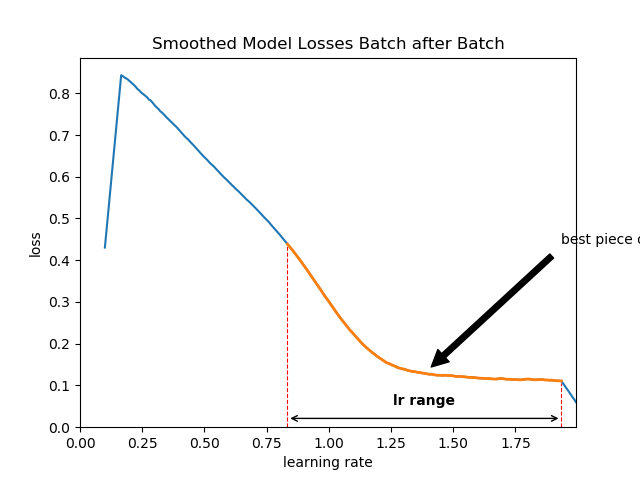 Smoothed Model Losses Batch after Batch
0.8
0.7
0.6
0.5
0.4
0.3
0.2
0.1
0.0
loss
best piece
lr range
0.00 0.25 0.50 0.75 1.00 1.25 1.50 1.75
learning rate